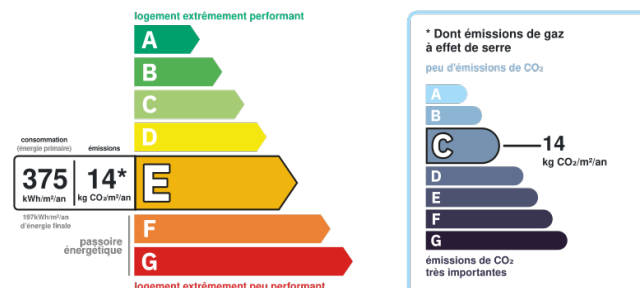 logement extrêmement performant
A
B
C
D
consommation
(énergie primaire)
émissions
375
kWh/m²/an
14*
kg CO₂/m²/an
E
197kWh/m²/an
d'énergie finale
passoire
énergétique
F
G
logement extrêmement peu performant
* Dont émissions de gaz
à effet de serre
peu d'émissions de CO₂
A
B
C
14
kg CO₂/m²/an
D
E
F
G
émissions de CO₂
très importantes